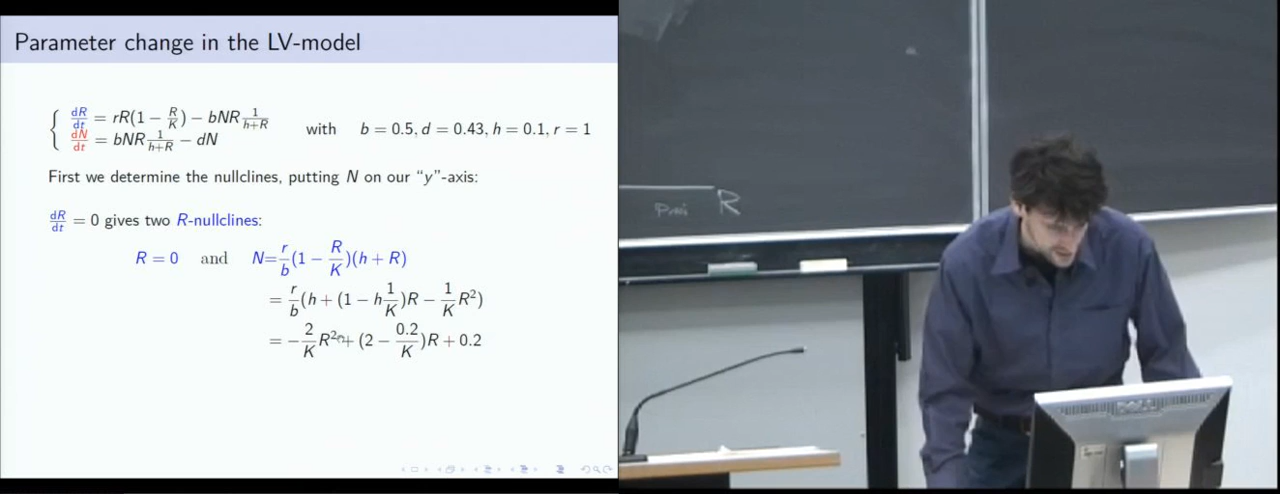 Parameter change in the LV-model
{ dR/dt = rR(1 − R/K) − bNR 1/(h+R)
dN/dt = bNR 1/(h+R) − dN
with b = 0.5, d = 0.43, h = 0.1, r = 1
First we determine the nullclines, putting N on our “y”-axis:
dR/dt = 0 gives two R-nullclines:
R = 0 and N= r/b (1 − R/K)(h + R)
= r/b (h + (1 − h 1/K)R − 1/K R²)
= − 2/K R² + (2 − 0.2/K)R + 0.2
R